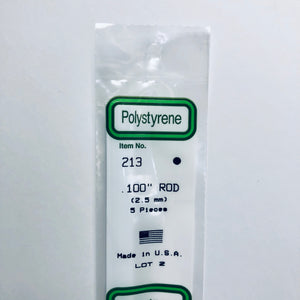 Polystyrene
Item No.
213
.100" ROD
(2.5 mm)
5 Pieces
Made in U.S.A.
LOT 2